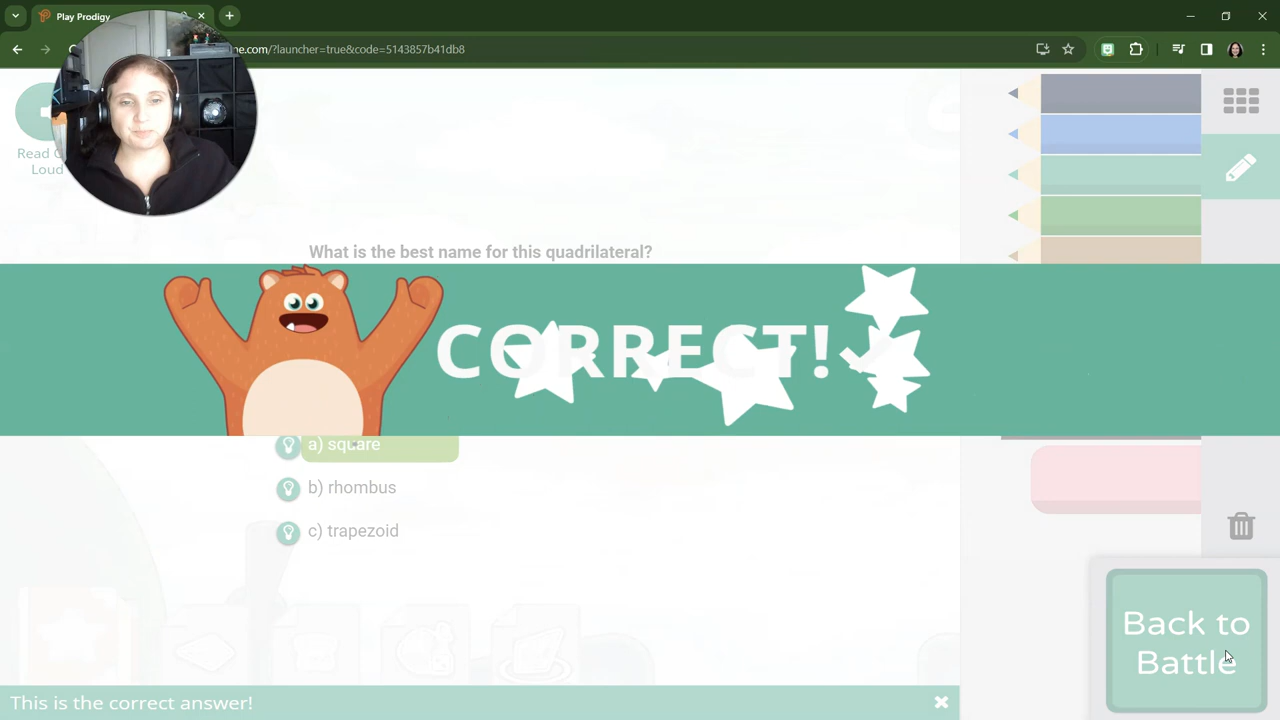 Play Prodigy
e.com/?launcher=true&code=5143857b41db8
Read
Loud
What is the best name for this quadrilateral?
CORRECT!
a) square
b) rhombus
c) trapezoid
Back to
Battle
This is the correct answer!